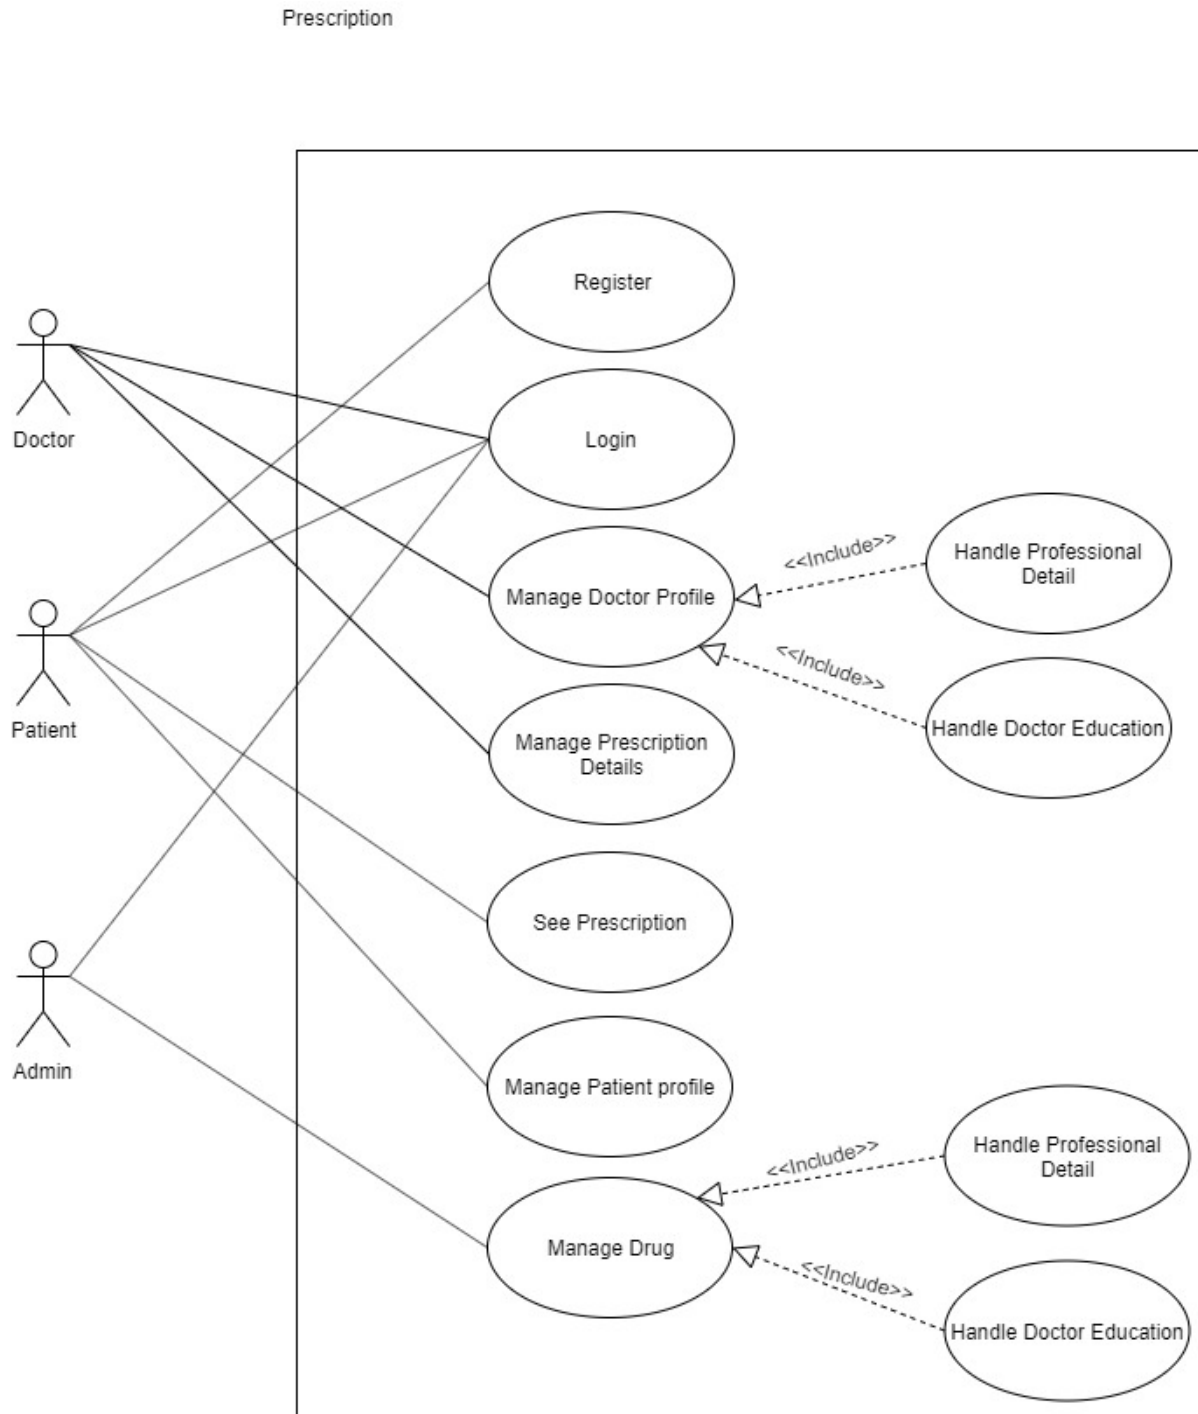 Prescription
Register
Doctor
Login
<<Include>>
Handle Professional
Detail
Manage Doctor Profile
<<Include>>
Patient
Manage Prescription
Details
Handle Doctor Education
See Prescription
Admin
Manage Patient profile
<<Include>>
Handle Professional
Detail
Manage Drug
<<Include>>
Handle Doctor Education